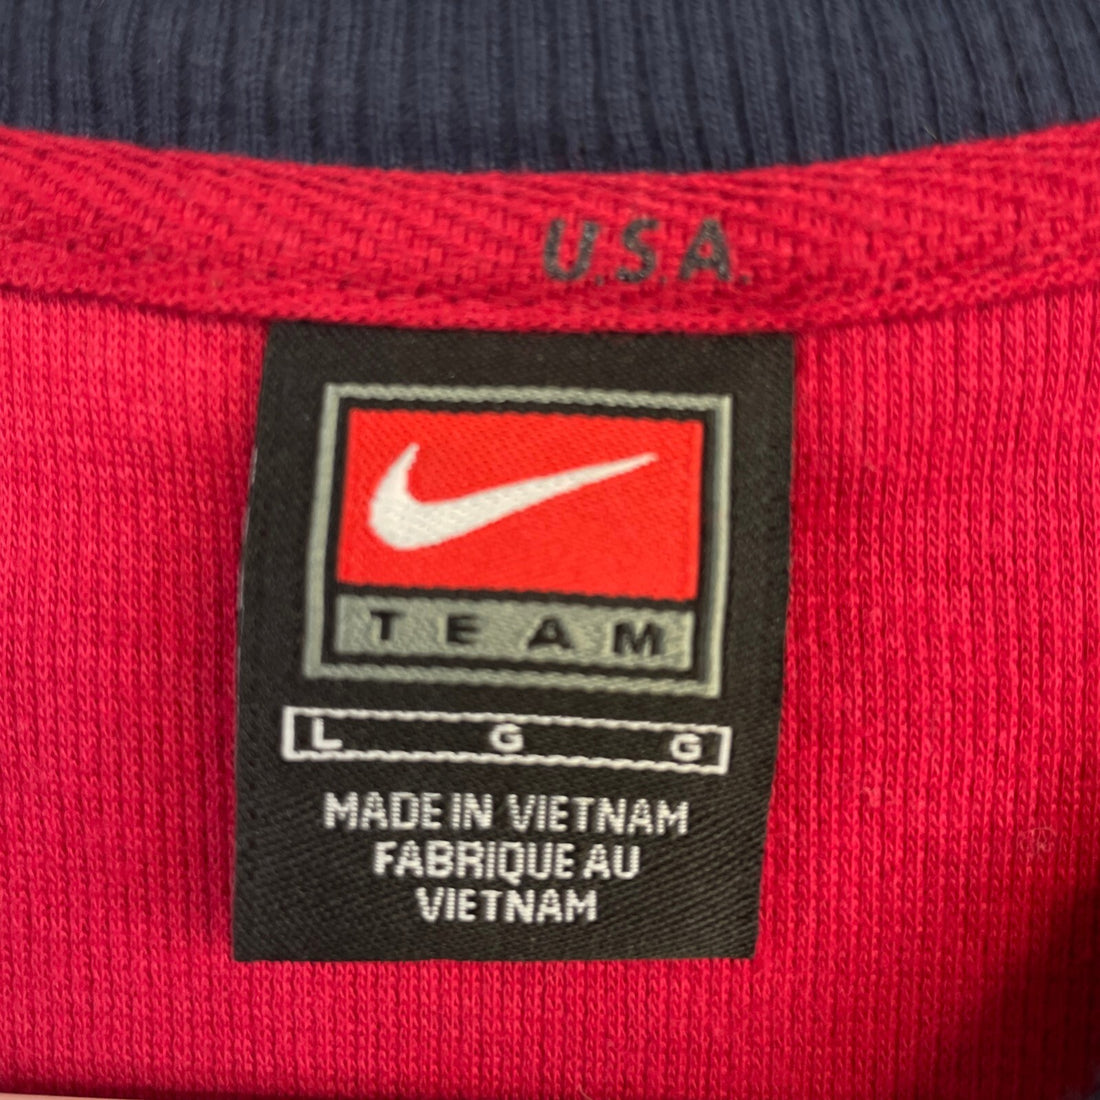 U.S.A.
TEAM
L G G
MADE IN VIETNAM
FABRIQUE AU
VIETNAM